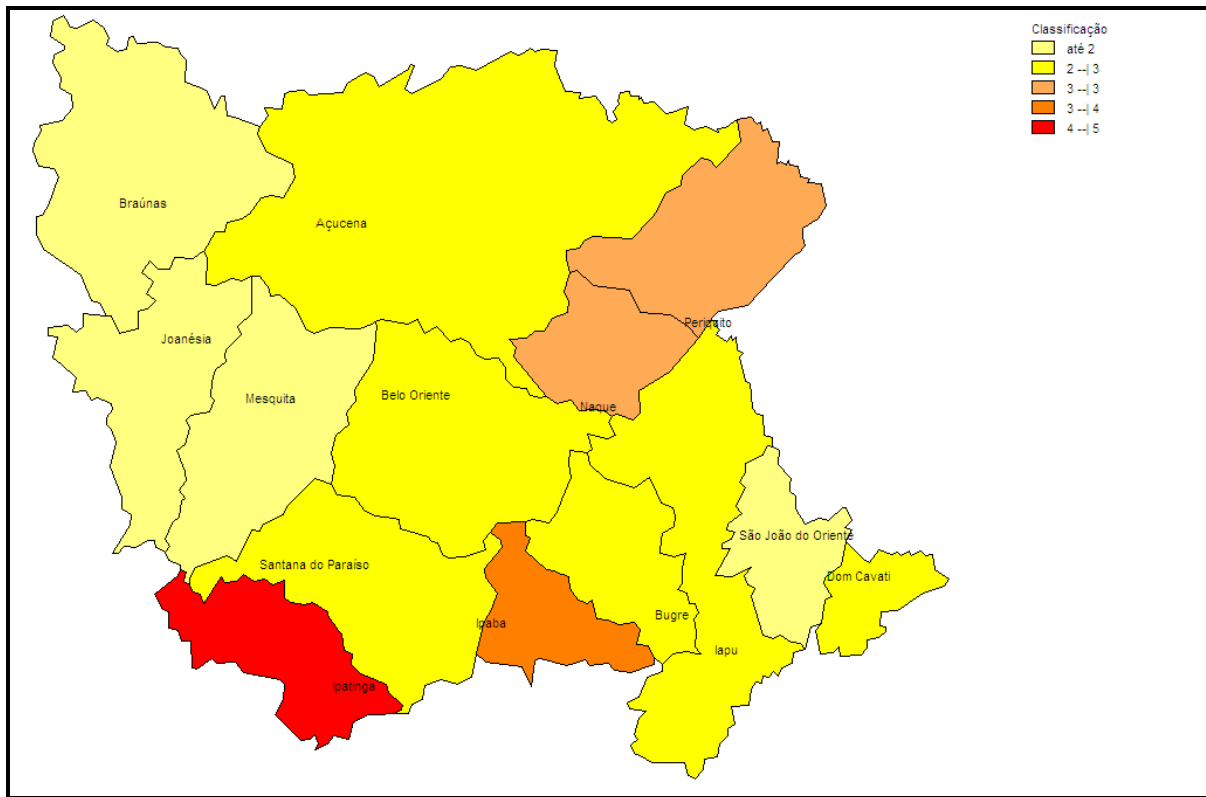 Classificação
até 2
2 --| 3
3 --| 3
3 --| 4
4 --| 5
Braúnas
Açucena
Periquito
Joanésia
Belo Oriente
Mesquita
Naque
São João do Oriente
Santana do Paraíso
Dom Cavati
Bugre
Ipaba
Iapu
Ipatinga